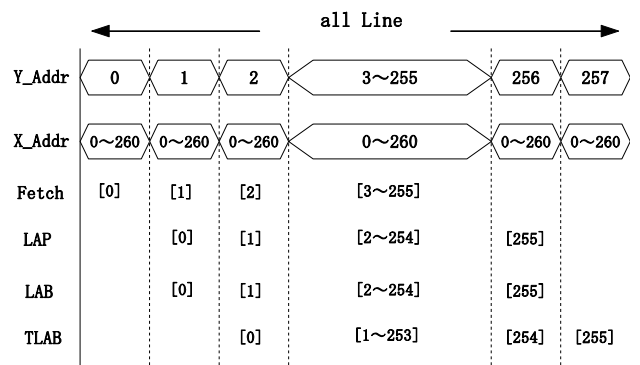 all Line
Y_Addr 0 1 2 3～255 256 257
X_Addr 0～260 0～260 0～260 0～260 0～260 0～260
Fetch [0] [1] [2] [3～255]
LAP [0] [1] [2～254] [255]
LAB [0] [1] [2～254] [255]
TLAB [0] [1～253] [254] [255]